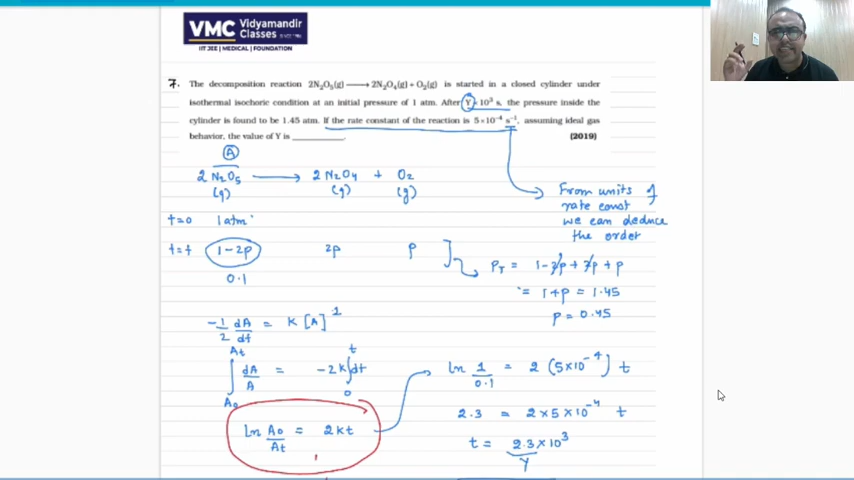 VMC Vidyamandir Classes
IIT JEE | MEDICAL | FOUNDATION
7. The decomposition reaction 2N₂O₅(g) ⟶ 2N₂O₄(g) + O₂(g) is started in a closed cylinder under
isothermal isochoric condition at an initial pressure of 1 atm. After Y × 10³ s, the pressure inside the
cylinder is found to be 1.45 atm. If the rate constant of the reaction is 5×10⁻⁴ s⁻¹, assuming ideal gas
behavior, the value of Y is ________. (2019)
A
2 N₂O₅ ⟶ 2 N₂O₄ + O₂
(g) (g) (g)
From units of
rate const
we can deduce
the order
t=0 1 atm
t=t 1-2p 2p p
0.1
P_T = 1-2p+2p+p
= 1+p = 1.45
p = 0.45
-1/2 dA/dt = K [A]¹
∫_{A₀}^{At} dA/A = -2K ∫_0^t dt
ln A₀/At = 2kt
ln 1/0.1 = 2 (5×10⁻⁴) t
2.3 = 2×5×10⁻⁴ t
t = 2.3×10³
Y